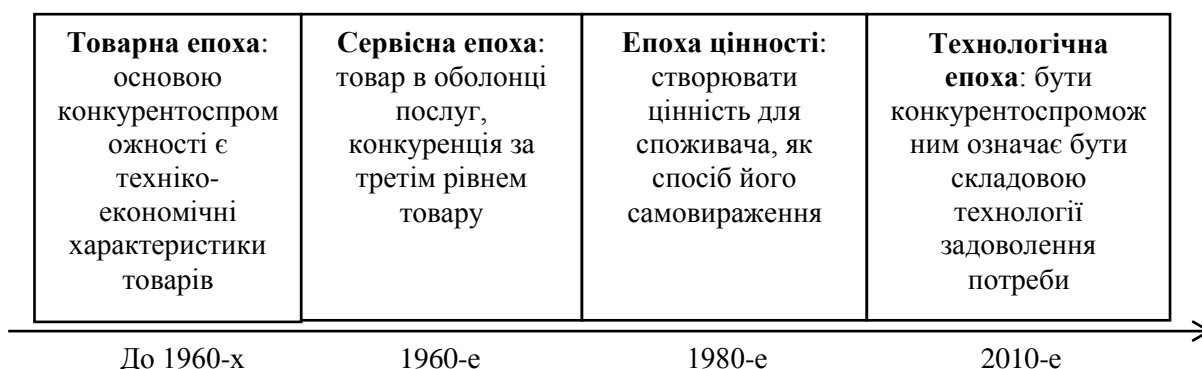 Товарна епоха:
основою
конкурентоспром
ожності є
техніко-
економічні
характеристики
товарів
Сервісна епоха:
товар в оболонці
послуг,
конкуренція за
третім рівнем
товару
Епоха цінності:
створювати
цінність для
споживача, як
спосіб його
самовираження
Технологічна
епоха: бути
конкурентоспромож
ним означає бути
складовою
технології
задоволення
потреби
До 1960-х
1960-е
1980-е
2010-е